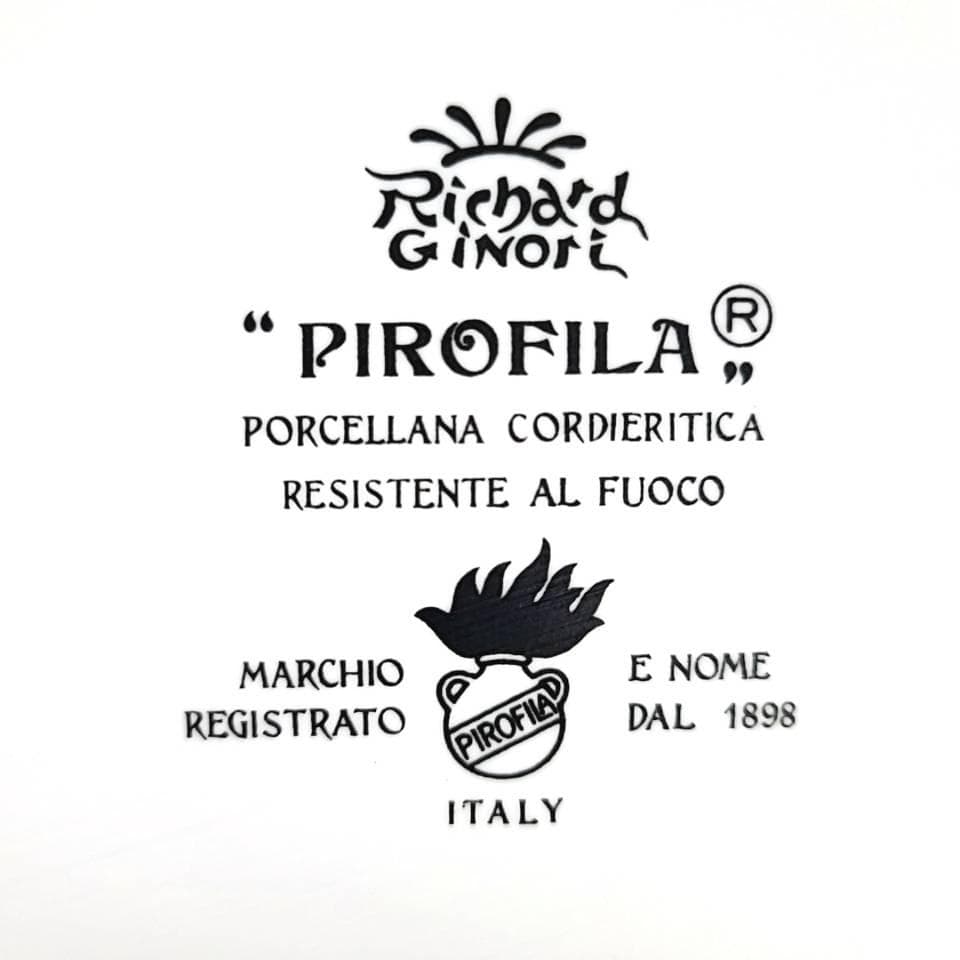 Richard
Ginori
“ PIROFILA ® ”
PORCELLANA CORDIERITICA
RESISTENTE AL FUOCO
MARCHIO E NOME
REGISTRATO DAL 1898
PIROFILA
ITALY